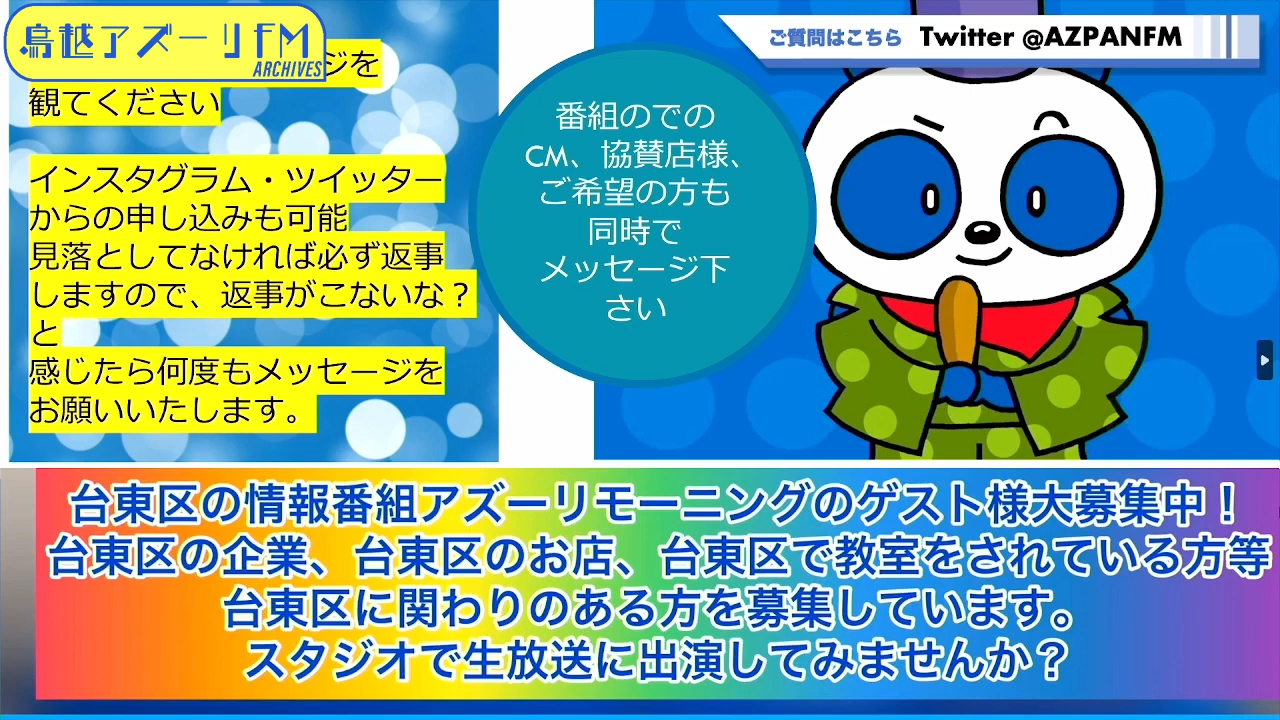 鳥越アズーリFM
ARCHIVES
ジを
観てください
インスタグラム・ツイッター
からの申し込みも可能
見落としてなければ必ず返事
しますので、返事がこないな？
と
感じたら何度もメッセージを
お願いいたします。
番組のでの
CM、協賛店様、
ご希望の方も
同時で
メッセージ下
さい
ご質問はこちら Twitter @AZPANFM
台東区の情報番組アズーリモーニングのゲスト様大募集中！
台東区の企業、台東区のお店、台東区で教室をされている方等
台東区に関わりのある方を募集しています。
スタジオで生放送に出演してみませんか？